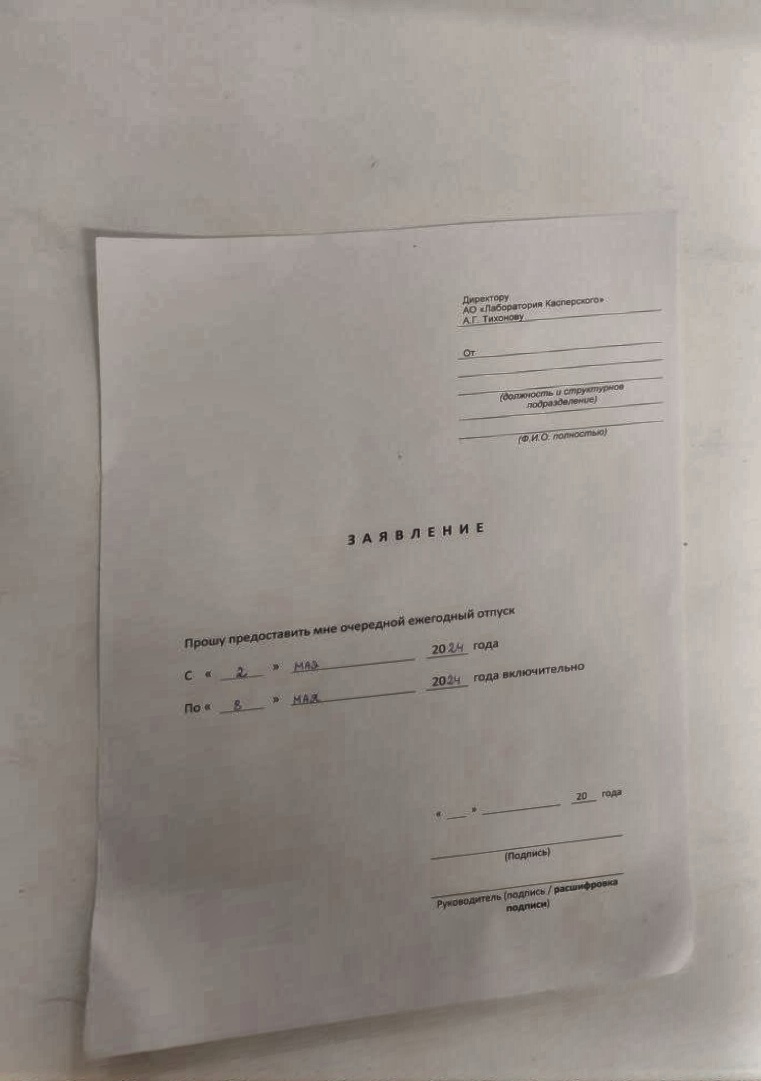 Директору
АО «Лаборатория Касперского»
А.Г. Тихонову
От
(должность и структурное
подразделение)
(Ф.И.О. полностью)
ЗАЯВЛЕНИЕ
Прошу предоставить мне очередной ежегодный отпуск
С « 2 » мая 2024 года
По « 8 » мая 2024 года включительно
« » 20 года
(Подпись)
Руководитель (подпись / расшифровка
подписи)